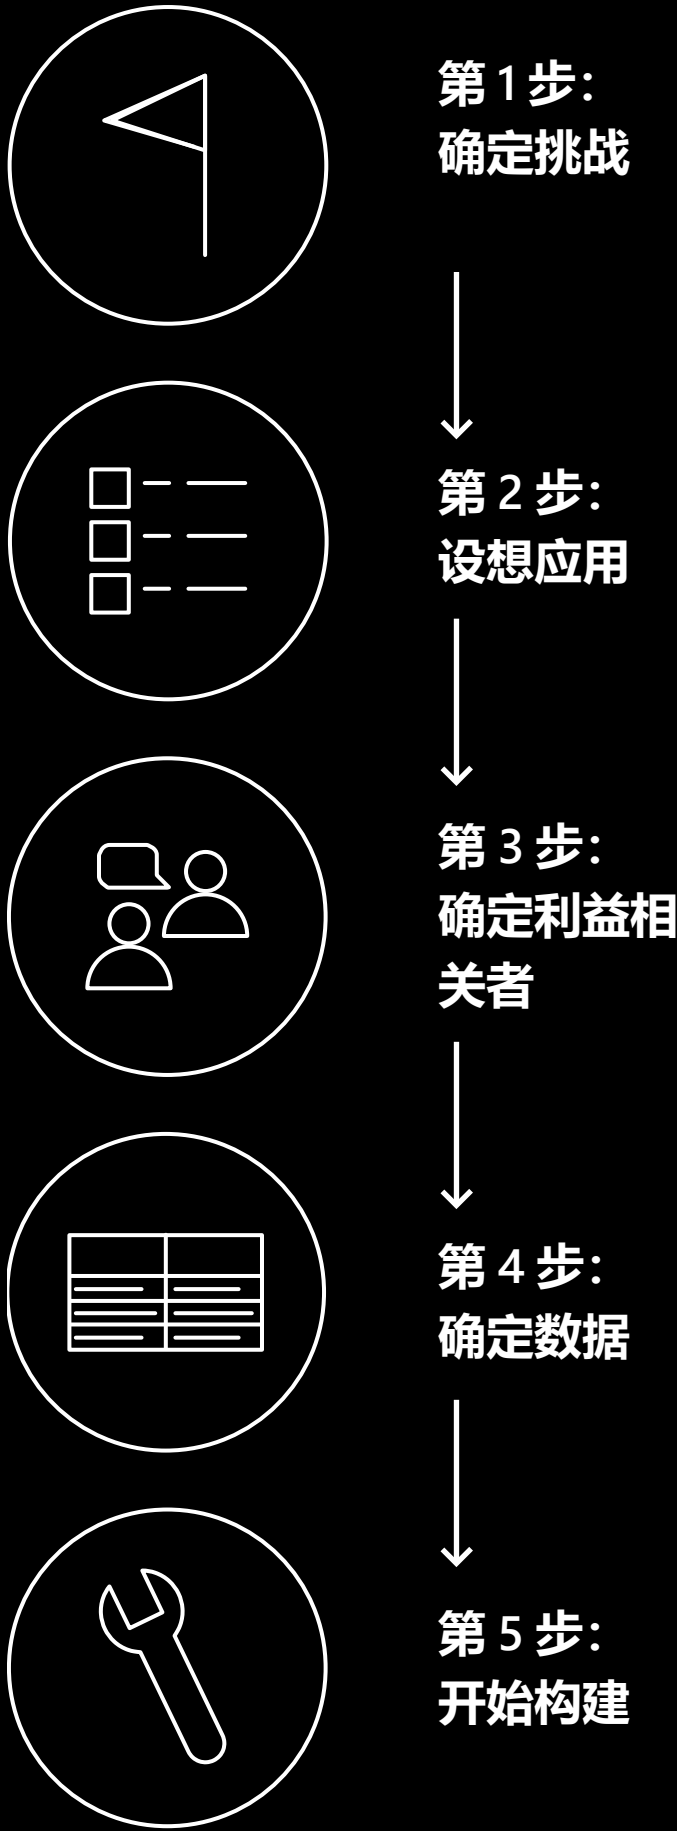 第 1 步：
确定挑战
第 2 步：
设想应用
第 3 步：
确定利益相
关者
第 4 步：
确定数据
第 5 步：
开始构建